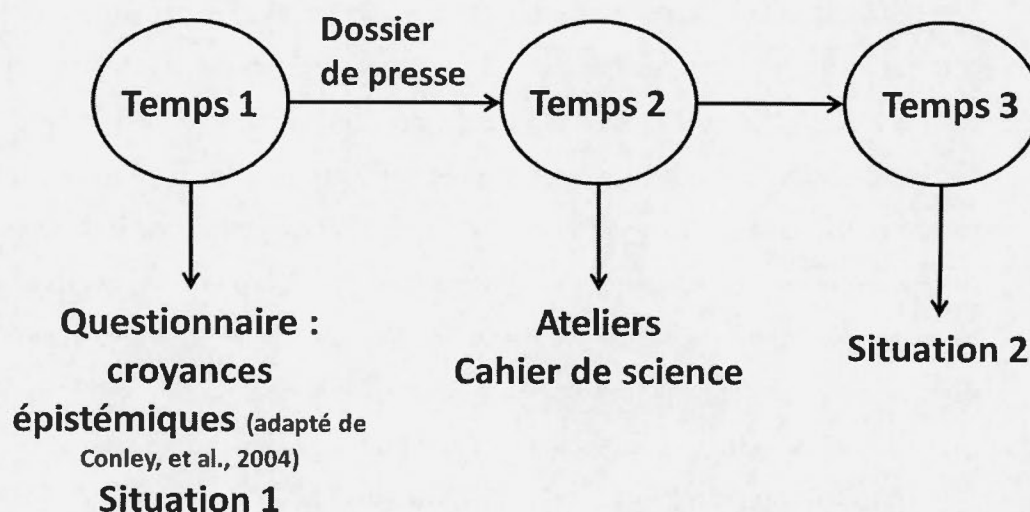 Dossier
de presse
Temps 1
Temps 2
Temps 3
Questionnaire :
croyances
épistémiques (adapté de
Conley, et al., 2004)
Situation 1
Ateliers
Cahier de science
Situation 2